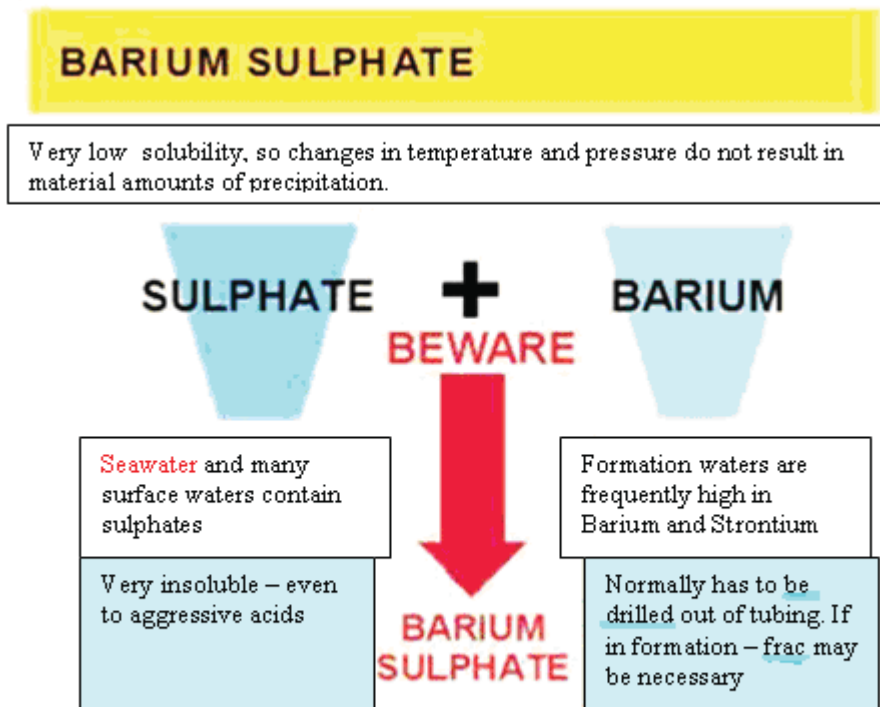 BARIUM SULPHATE
Very low solubility, so changes in temperature and pressure do not result in
material amounts of precipitation.
SULPHATE
+
BARIUM
BEWARE
Seawater and many
surface waters contain
sulphates
Formation waters are
frequently high in
Barium and Strontium
Very insoluble – even
to aggressive acids
Normally has to be
drilled out of tubing. If
in formation – frac may
be necessary
BARIUM
SULPHATE